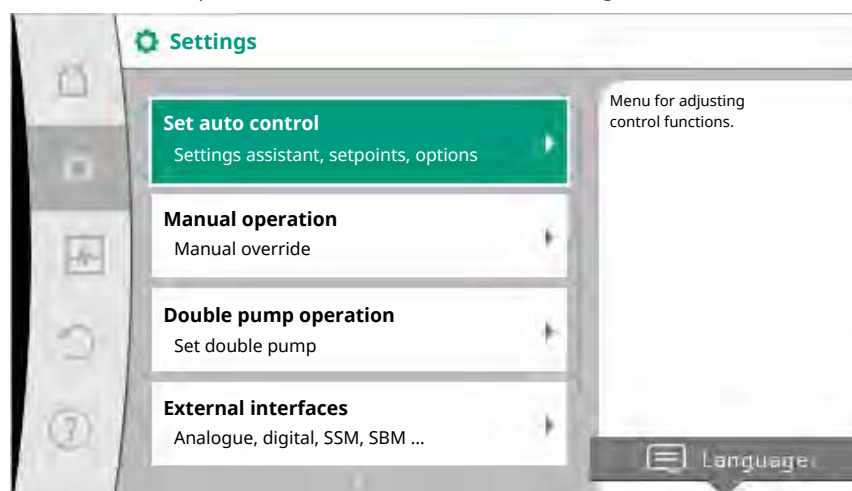 Settings
Set auto control
Settings assistant, setpoints, options
Manual operation
Manual override
Double pump operation
Set double pump
External interfaces
Analogue, digital, SSM, SBM ...
Menu for adjusting
control functions.
Language